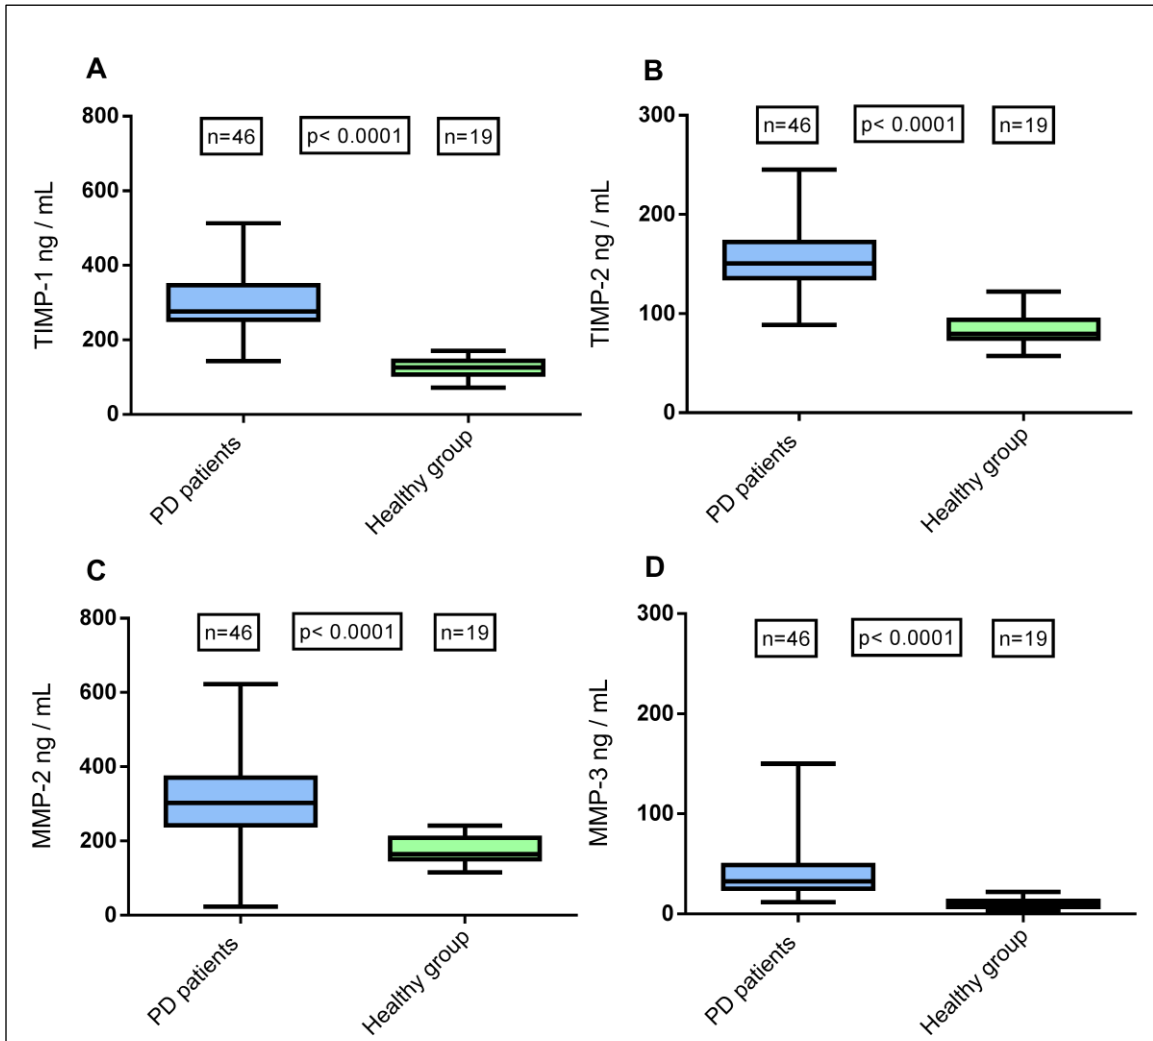 A
800
600
400
200
0
TIMP-1 ng / mL
n=46
p< 0.0001
n=19
PD patients
Healthy group
B
300
200
100
0
TIMP-2 ng / mL
n=46
p< 0.0001
n=19
PD patients
Healthy group
C
800
600
400
200
0
MMP-2 ng / mL
n=46
p< 0.0001
n=19
PD patients
Healthy group
D
300
200
100
0
MMP-3 ng / mL
n=46
p< 0.0001
n=19
PD patients
Healthy group